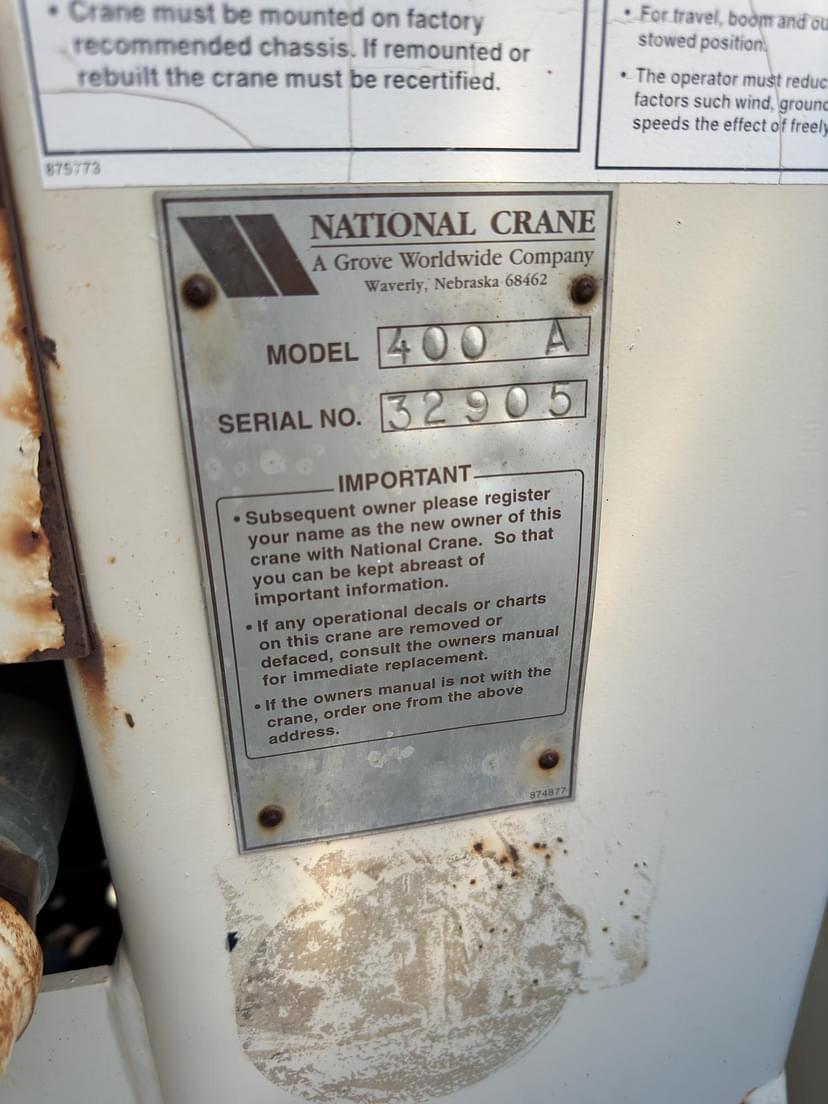 • Crane must be mounted on factory
recommended chassis. If remounted or
rebuilt the crane must be recertified.
875773
• For travel, boom and
stowed position.
• The operator must
factors such wind,
speeds the effect of
NATIONAL CRANE
A Grove Worldwide Company
Waverly, Nebraska 68462
MODEL 400 A
SERIAL NO. 32905
IMPORTANT
• Subsequent owner please register
your name as the new owner of this
crane with National Crane. So that
you can be kept abreast of
important information.
• If any operational decals or charts
on this crane are removed or
defaced, consult the owners manual
for immediate replacement.
• If the owners manual is not with the
crane, order one from the above
address.
874877